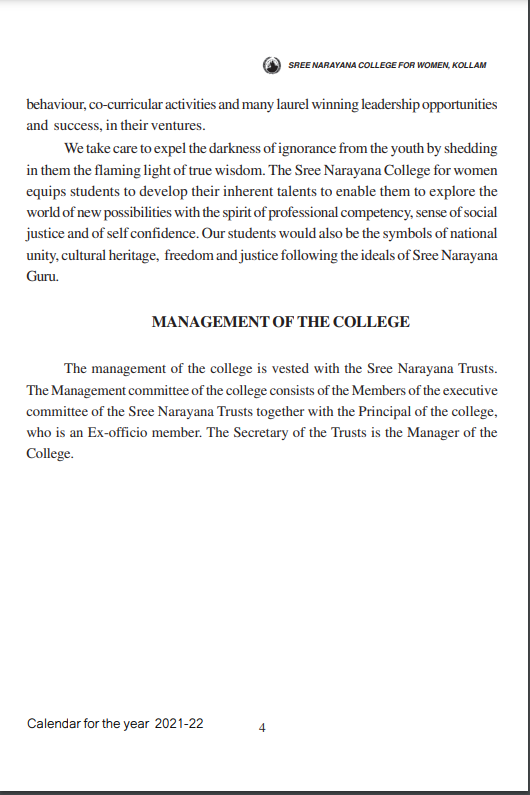 SREE NARAYANA COLLEGE FOR WOMEN, KOLLAM
behaviour, co-curricular activities and many laurel winning leadership opportunities
and success, in their ventures.
We take care to expel the darkness of ignorance from the youth by shedding
in them the flaming light of true wisdom. The Sree Narayana College for women
equips students to develop their inherent talents to enable them to explore the
world of new possibilities with the spirit of professional competency, sense of social
justice and of self confidence. Our students would also be the symbols of national
unity, cultural heritage, freedom and justice following the ideals of Sree Narayana
Guru.
MANAGEMENT OF THE COLLEGE
The management of the college is vested with the Sree Narayana Trusts.
The Management committee of the college consists of the Members of the executive
committee of the Sree Narayana Trusts together with the Principal of the college,
who is an Ex-officio member. The Secretary of the Trusts is the Manager of the
College.
Calendar for the year 2021-22
4